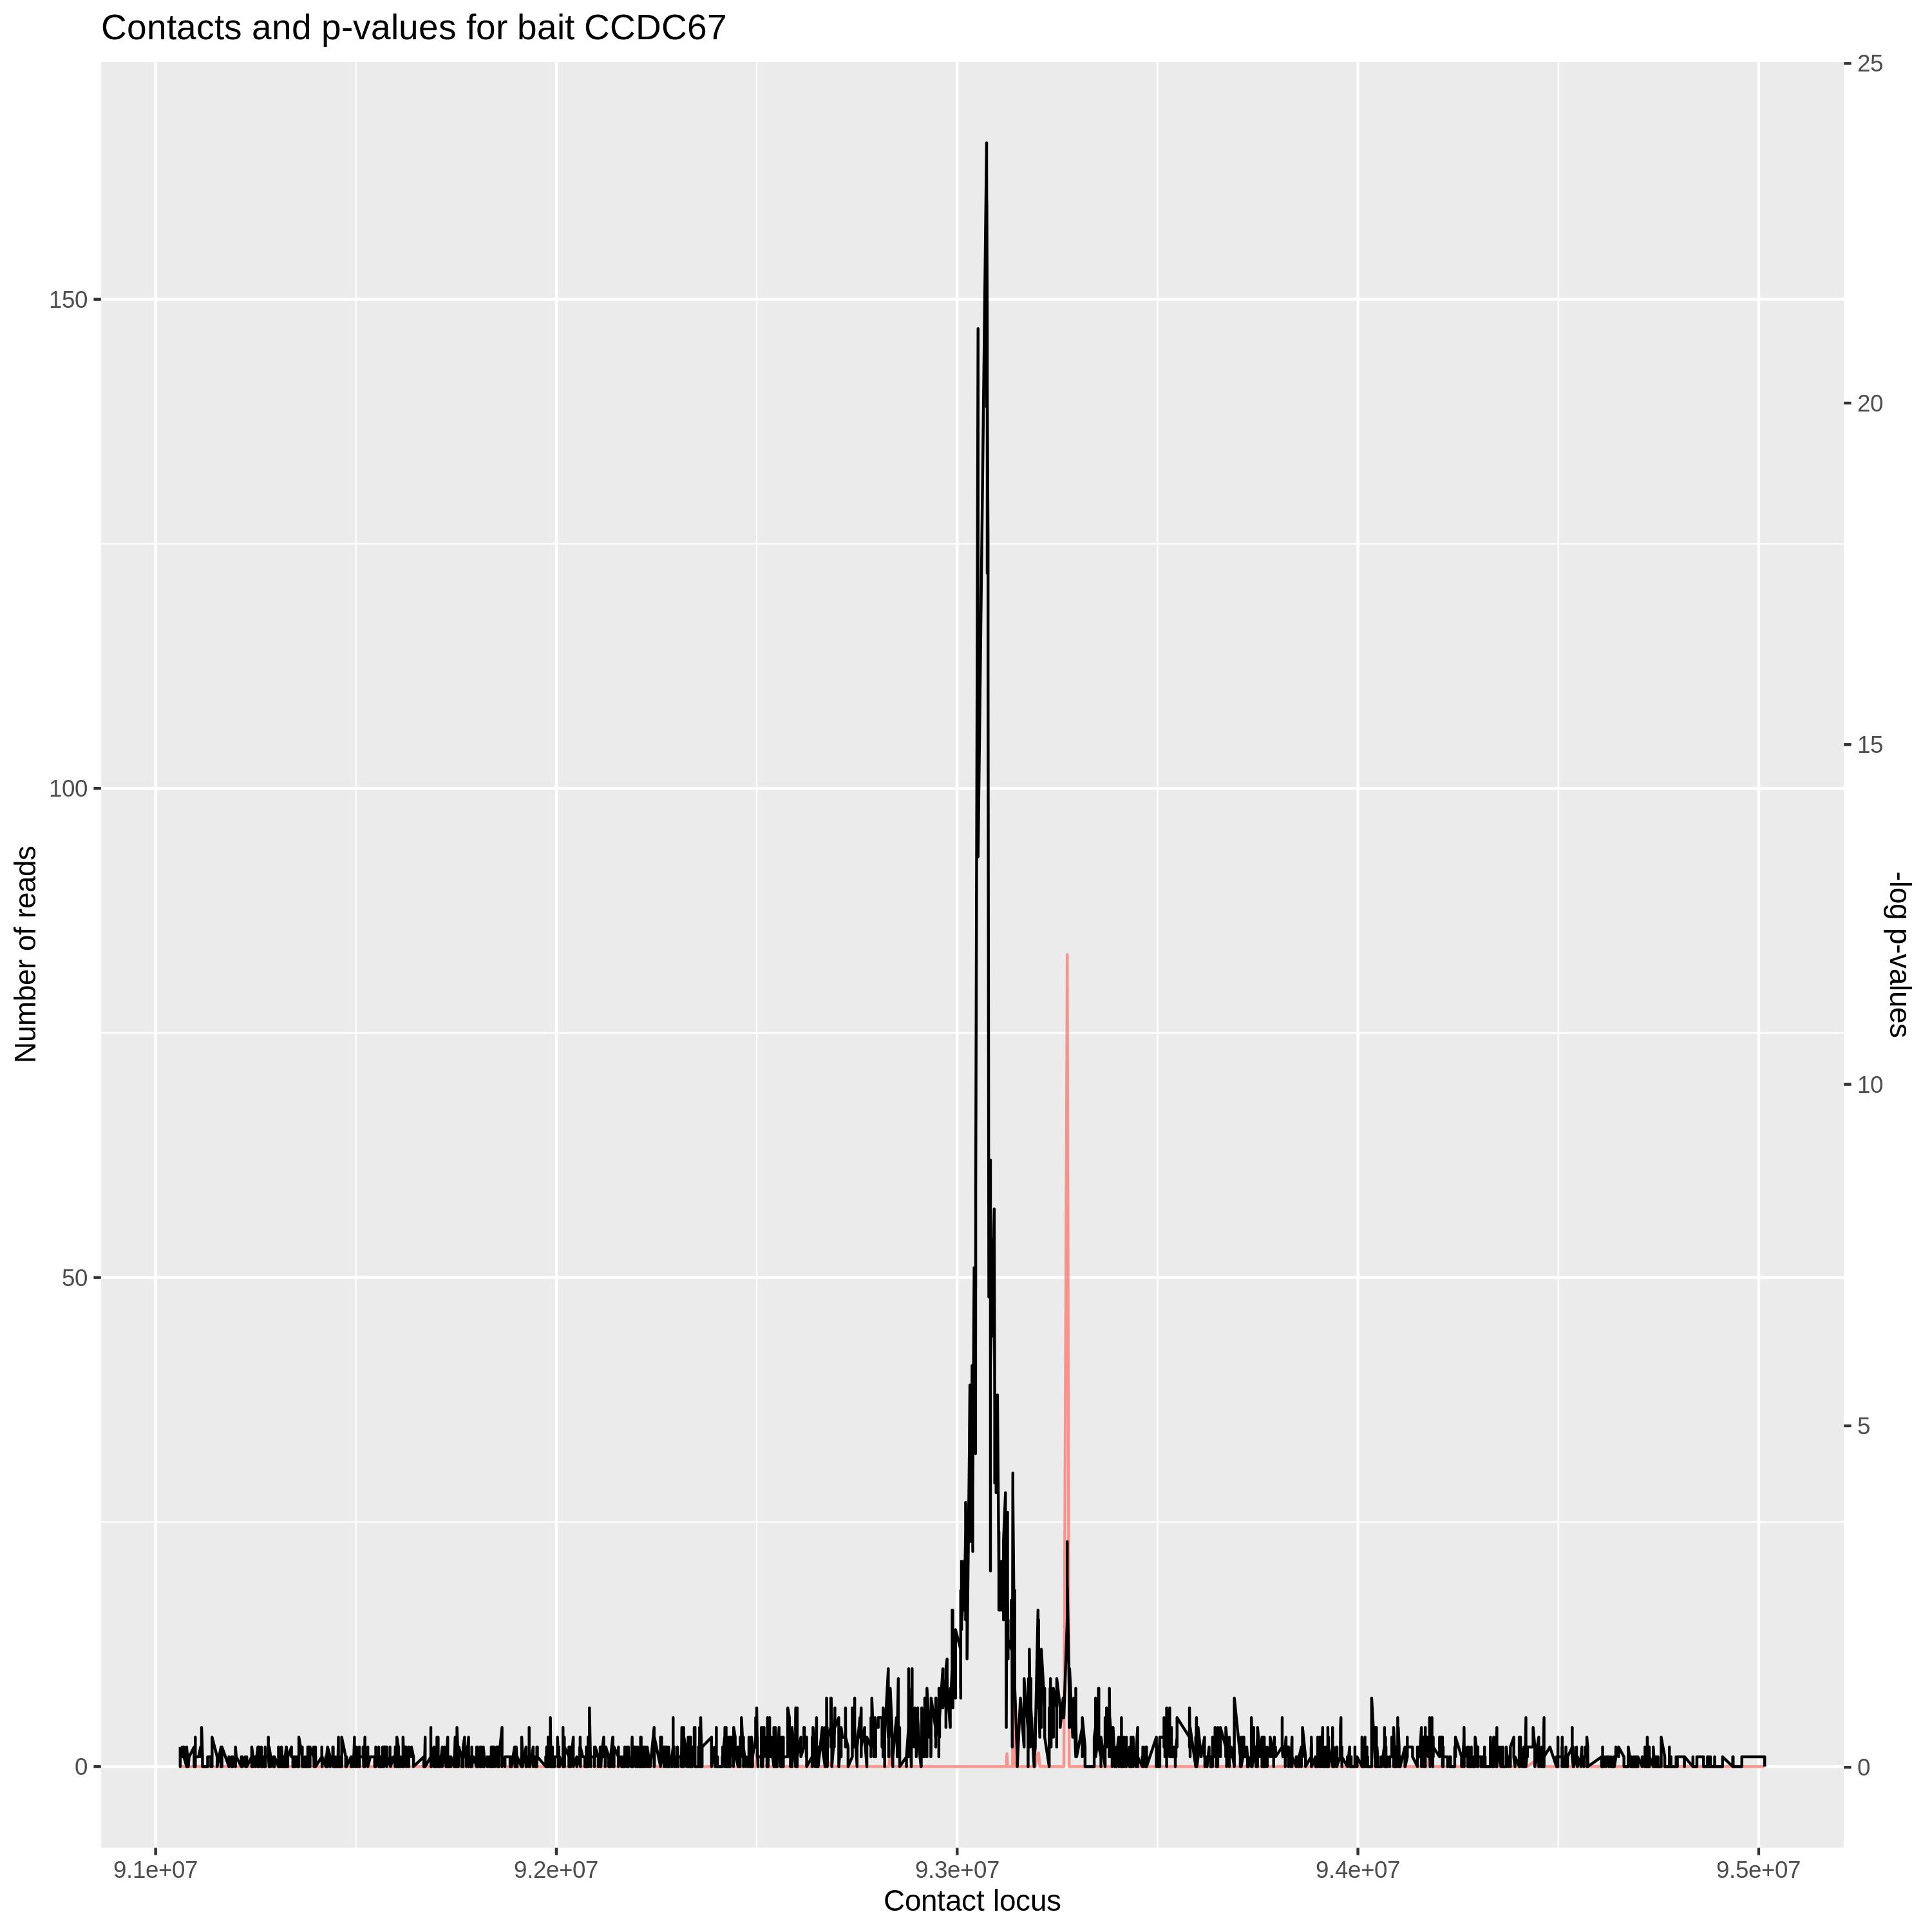 Contacts and p-values for bait CCDC67
Number of reads
150
100
50
0
25
20
15
10
5
0
-log p-values
9.1e+07
9.2e+07
9.3e+07
9.4e+07
9.5e+07
Contact locus